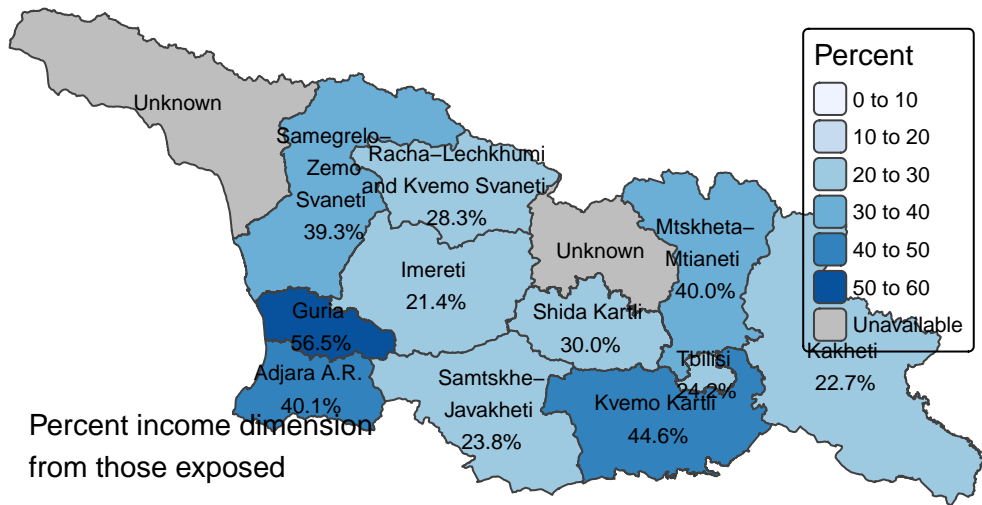 Unknown
Samegrelo–
Zemo
Svaneti
39.3%
Racha–Lechkhumi
and Kvemo Svaneti
28.3%
Unknown
Mtskheta–
Mtianeti
40.0%
Imereti
21.4%
Guria
56.5%
Shida Kartli
30.0%
Tbilisi
24.2%
Kakheti
22.7%
Adjara A.R.
40.1%
Samtskhe–
Javakheti
23.8%
Kvemo Kartli
44.6%
Percent income dimension
from those exposed
Percent
0 to 10
10 to 20
20 to 30
30 to 40
40 to 50
50 to 60
Unavailable